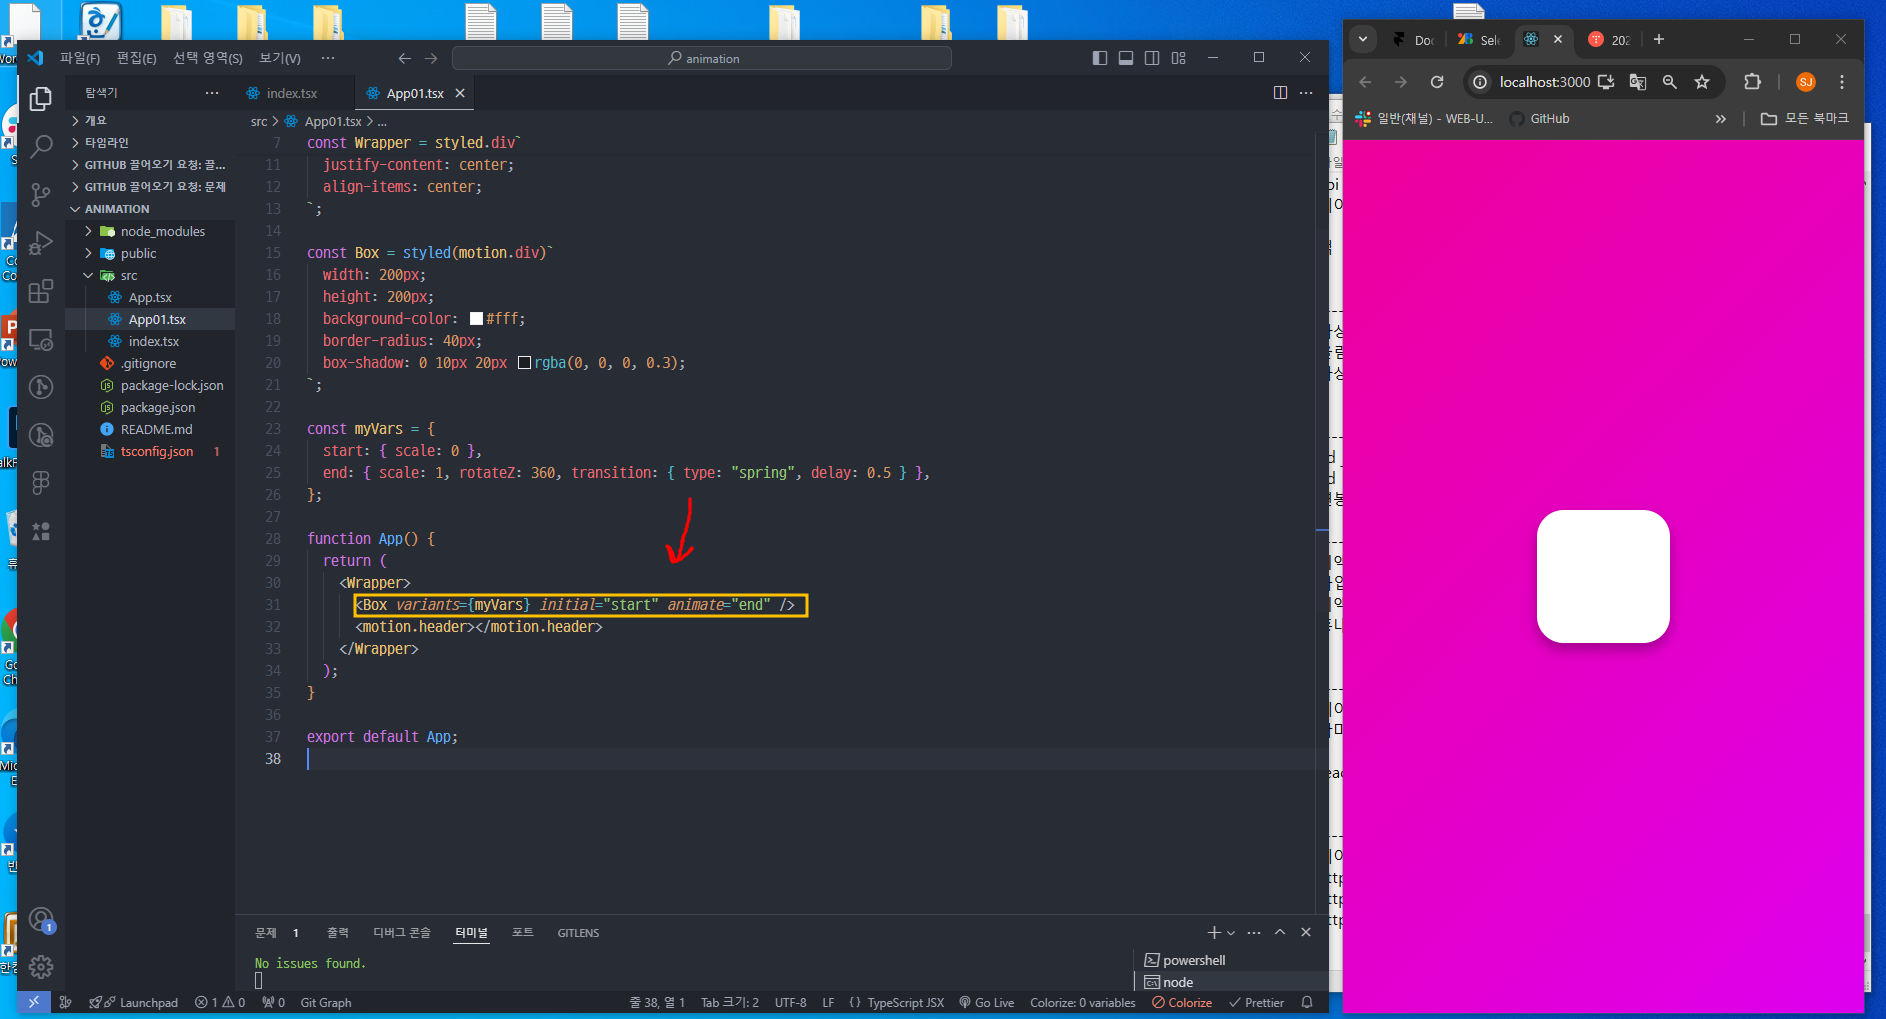 파일(F) 편집(E) 선택 영역(S) 보기(V) ··· animation
탐색기 ···
개요
타임라인
GITHUB 끌어오기 요청: 끌...
GITHUB 끌어오기 요청: 문제
ANIMATION
node_modules
public
src
App.tsx
App01.tsx
index.tsx
.gitignore
package-lock.json
package.json
README.md
tsconfig.json 1
index.tsx App01.tsx
src > App01.tsx > ...
7 const Wrapper = styled.div`
11 justify-content: center;
12 align-items: center;
13 `;
14
15 const Box = styled(motion.div)`
16 width: 200px;
17 height: 200px;
18 background-color: #fff;
19 border-radius: 40px;
20 box-shadow: 0 10px 20px rgba(0, 0, 0, 0.3);
21 `;
22
23 const myVars = {
24 start: { scale: 0 },
25 end: { scale: 1, rotateZ: 360, transition: { type: "spring", delay: 0.5 } },
26 };
27
28 function App() {
29 return (
30 <Wrapper>
31 <Box variants={myVars} initial="start" animate="end" />
32 <motion.header></motion.header>
33 </Wrapper>
34 );
35 }
36
37 export default App;
38
문제 1 출력 디버그 콘솔 터미널 포트 GITLENS
No issues found.
powershell
node
1
Launchpad 1 0 0 Git Graph 줄 38, 열 1 Tab 크기: 2 UTF-8 LF {} TypeScript JSX Go Live Colorize: 0 variables Colorize Prettier
Doc Sele 202
localhost:3000 SJ
일반(채널) - WEB-U... GitHub » 모든 북마크